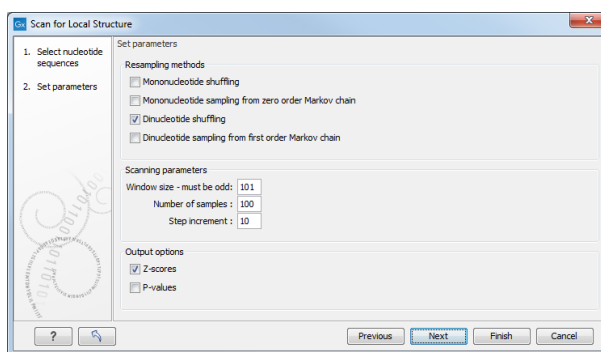 Gx Scan for Local Structure
1. Select nucleotide
sequences
2. Set parameters
Set parameters
Resampling methods
Mononucleotide shuffling
Mononucleotide sampling from zero order Markov chain
Dinucleotide shuffling
Dinucleotide sampling from first order Markov chain
Scanning parameters
Window size - must be odd: 101
Number of samples : 100
Step increment : 10
Output options
Z-scores
P-values
? Previous Next Finish Cancel